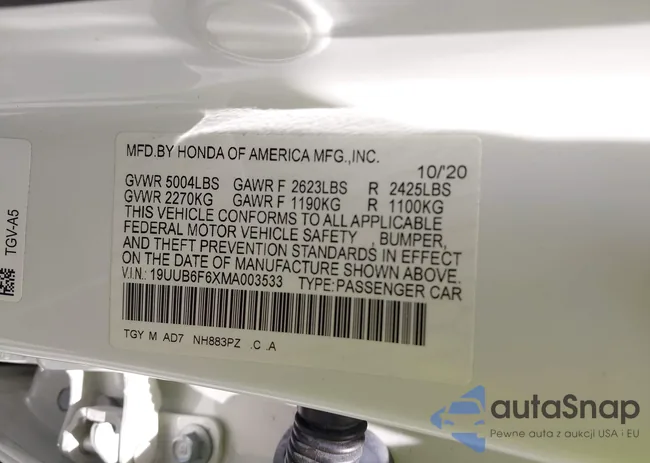 MFD.BY HONDA OF AMERICA MFG.,INC.
10/'20
GVWR 5004LBS GAWR F 2623LBS R 2425LBS
GVWR 2270KG GAWR F 1190KG R 1100KG
THIS VEHICLE CONFORMS TO ALL APPLICABLE
FEDERAL MOTOR VEHICLE SAFETY , BUMPER,
AND THEFT PREVENTION STANDARDS IN EFFECT
ON THE DATE OF MANUFACTURE SHOWN ABOVE.
V.I.N.: 19UUB6F6XMA003533 TYPE:PASSENGER CAR
TGY M AD7 NH883PZ .C .A
TGV-A5
autaSnap
Pewne auta z aukcji USA i EU